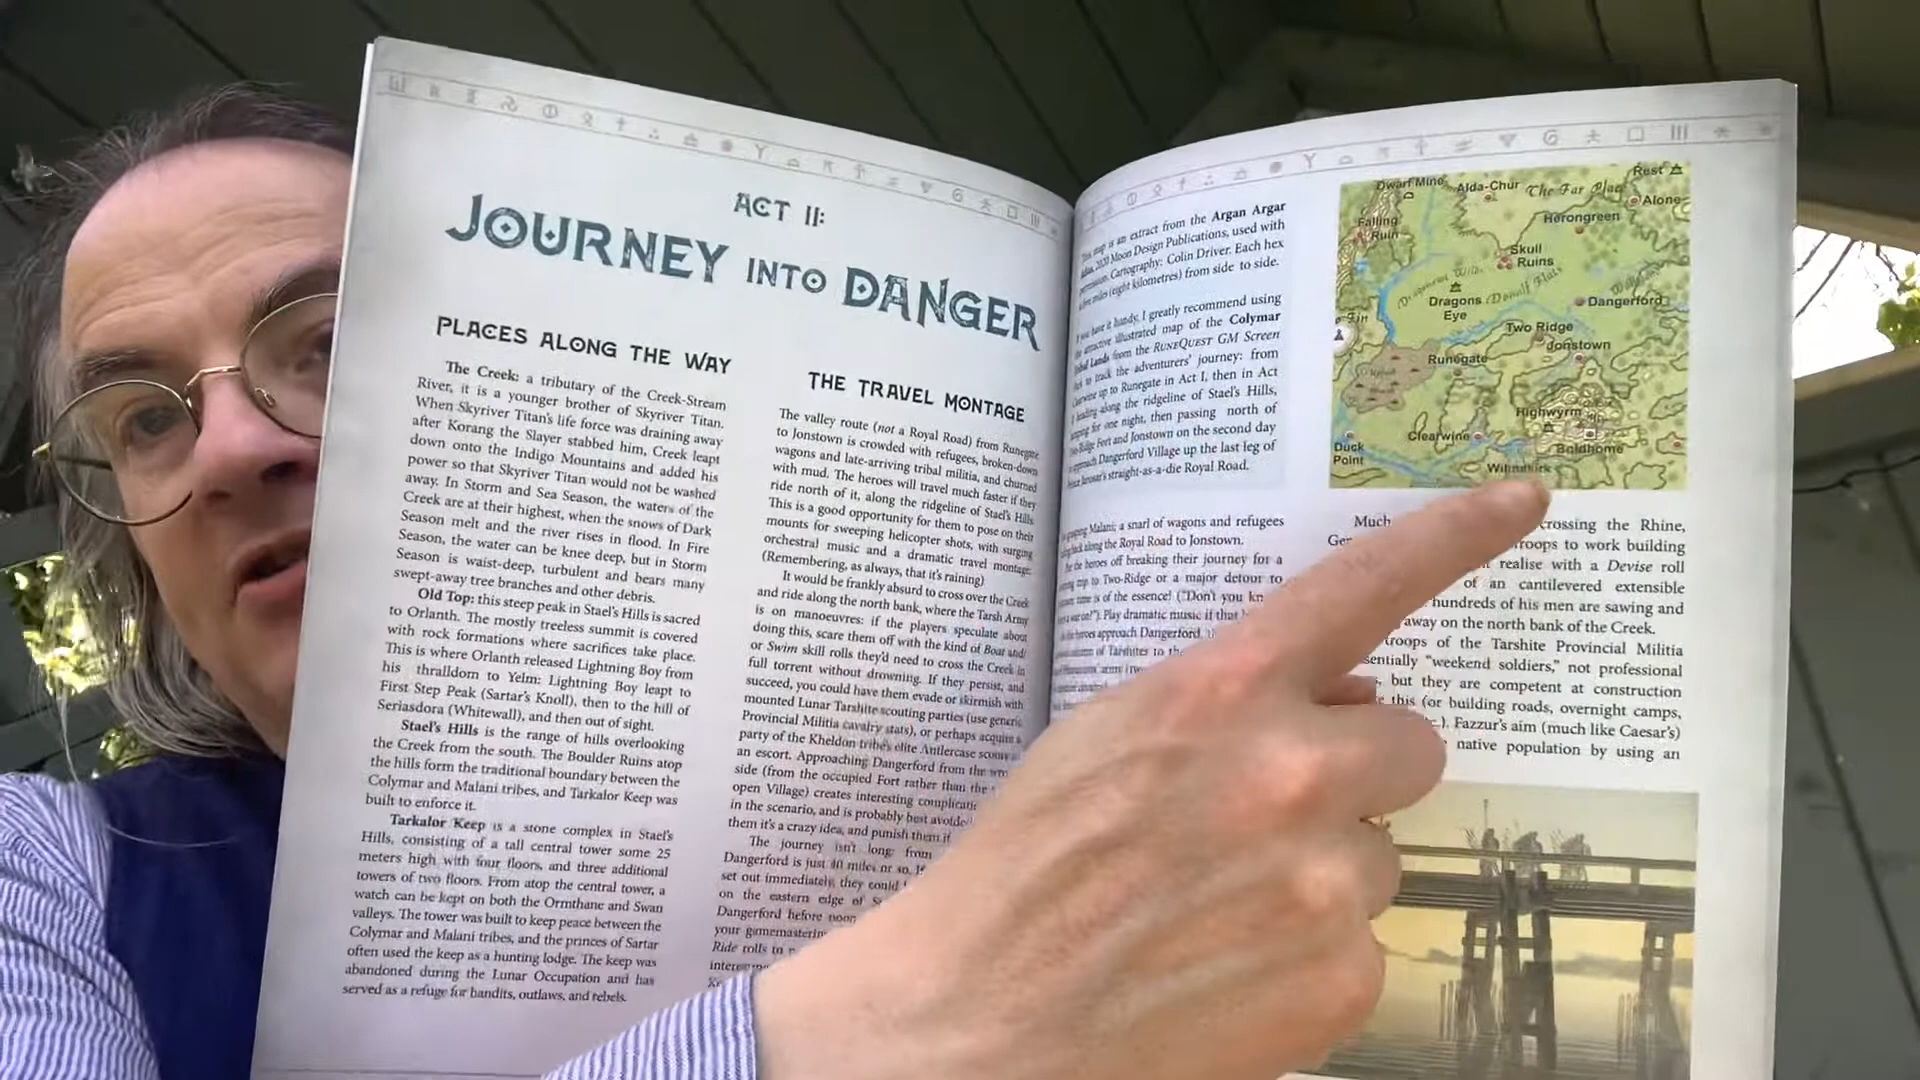 ACT II:
JOURNEY INTO DANGER
PLACES ALONG THE WAY
The Creek: a tributary of the Creek-Stream
River, it is a younger brother of Skyriver Titan.
When Skyriver Titan's life force was draining away
after Korang the Slayer stabbed him, Creek leapt
down onto the Indigo Mountains and added his
power so that Skyriver Titan would not be washed
away. In Storm and Sea Season, the waters of the
Creek are at their highest, when the snows of Dark
Season melt and the river rises in flood. In Fire
Season, the water can be knee deep, but in Storm
Season is waist-deep, turbulent and bears many
swept-away tree branches and other debris.
Old Top: this steep peak in Stael's Hills is sacred
to Orlanth. The mostly treeless summit is covered
with rock formations where sacrifices take place.
This is where Orlanth released Lightning Boy from
his thralldom to Yelm: Lightning Boy leapt to
First Step Peak (Sartar's Knoll), then to the hill of
Seriasdora (Whitewall), and then out of sight.
Stael's Hills is the range of hills overlooking
the Creek from the south. The Boulder Ruins atop
the hills form the traditional boundary between the
Colymar and Malani tribes, and Tarkalor Keep was
built to enforce it.
Tarkalor Keep is a stone complex in Stael's
Hills, consisting of a tall central tower some 25
meters high with four floors, and three additional
towers of two floors. From atop the central tower, a
watch can be kept on both the Ormthane and Swan
valleys. The tower was built to keep peace between the
Colymar and Malani tribes, and the princes of Sartar
often used the keep as a hunting lodge. The keep was
abandoned during the Lunar Occupation and has
served as a refuge for bandits, outlaws, and rebels.
THE TRAVEL MONTAGE
The valley route (not a Royal Road) from Runegate
to Jonstown is crowded with refugees, broken-down
wagons and late-arriving tribal militia, and churned
with mud. The heroes will travel much faster if they
ride north of it, along the ridgeline of Stael's Hills.
This is a good opportunity for them to pose on their
mounts for sweeping helicopter shots, with surging
orchestral music and a dramatic travel montage.
(Remembering, as always, that it's raining)
It would be frankly absurd to cross over the Creek
and ride along the north bank, where the Tarsh Army
is on manoeuvres: if the players speculate about
doing this, scare them off with the kind of Boat and/
or Swim skill rolls they'd need to cross the Creek in
full torrent without drowning. If they persist, and
succeed, you could have them evade or skirmish with
mounted Lunar Tarshite scouting parties (use generic
Provincial Militia cavalry stats), or perhaps acquire a
party of the Kheldon tribe's elite Antlercase scouts as
an escort. Approaching Dangerford from the
side (from the occupied Fort rather than the
open Village) creates interesting
in the scenario, and is probably best
them it's a crazy idea, and punish them if
The journey isn't long: from
Dangerford is just 40 miles or so. If
set out immediately, they could
on the eastern edge of
Dangerford before noon
your gamemastering
Ride rolls to
map is an extract from the Argan Argar
2020 Moon Design Publications, used with
permission. Cartography: Colin Driver. Each hex
miles (eight kilometres) from side to side.
have it handy, I greatly recommend using
attractive illustrated map of the Colymar
Lands from the RUNEQUEST GM Screen
to track the adventurers' journey: from
up to Runegate in Act I, then in Act
leading along the ridgeline of Stael's Hills,
for one night, then passing north of
Fort and Jonstown on the second day
approach Dangerford Village up the last leg of
straight-as-a-die Royal Road.
Malani; a snarl of wagons and refugees
along the Royal Road to Jonstown.
the heroes off breaking their journey for a
to Two-Ridge or a major detour to
time is of the essence! ("Don't you
Play dramatic music if that
heroes approach Dangerford,
of Tarshites to the
Dwarf Mine
Alda-Chur
The Far
Rest
Alone
Falling
Ruin
Herongreen
Skull
Ruins
Dragons
Eye
Donalf Flats
Dangerford
Two Ridge
Jonstown
Runegate
Highwyrm
Clearwine
Boldhome
Duck
Point
Wilmskirk
Much
crossing the Rhine,
troops to work building
realise with a Devise roll
of an cantilevered extensible
hundreds of his men are sawing and
away on the north bank of the Creek.
troops of the Tarshite Provincial Militia
"weekend soldiers," not professional
but they are competent at construction
this (or building roads, overnight camps,
Fazzur's aim (much like Caesar's)
native population by using an